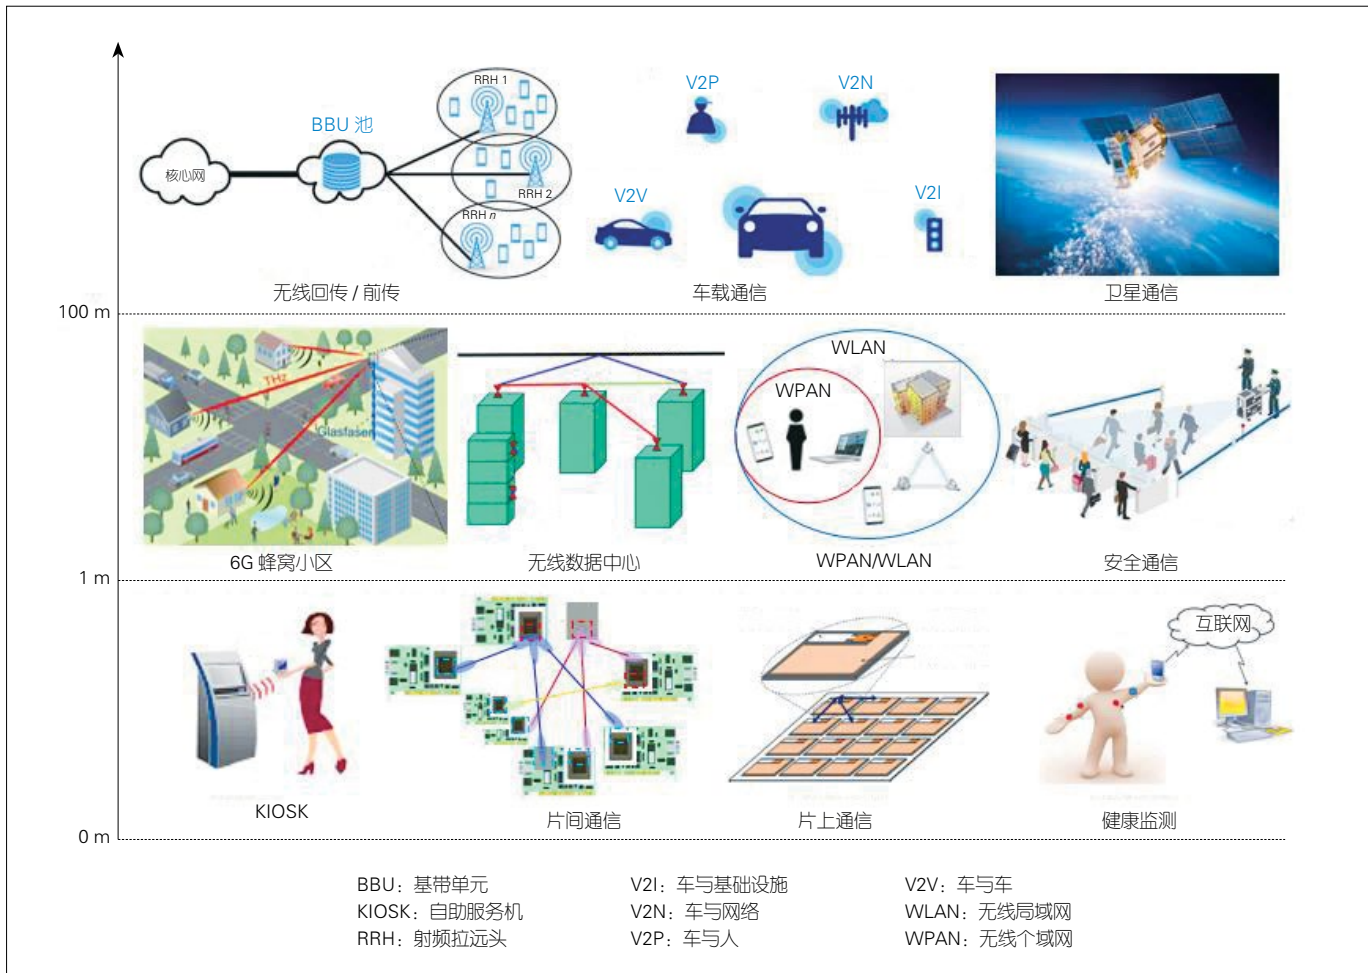 RRH 1
V2P
V2N
BBU 池
核心网
RRH 2
V2V
V2I
RRH n
无线回传 / 前传
车载通信
卫星通信
100 m
THz
Glasfaser
WLAN
WPAN
6G 蜂窝小区
无线数据中心
WPAN/WLAN
安全通信
1 m
互联网
KIOSK
片间通信
片上通信
健康监测
0 m
BBU：基带单元
V2I：车与基础设施
V2V：车与车
KIOSK：自助服务机
V2N：车与网络
WLAN：无线局域网
RRH：射频拉远头
V2P：车与人
WPAN：无线个域网